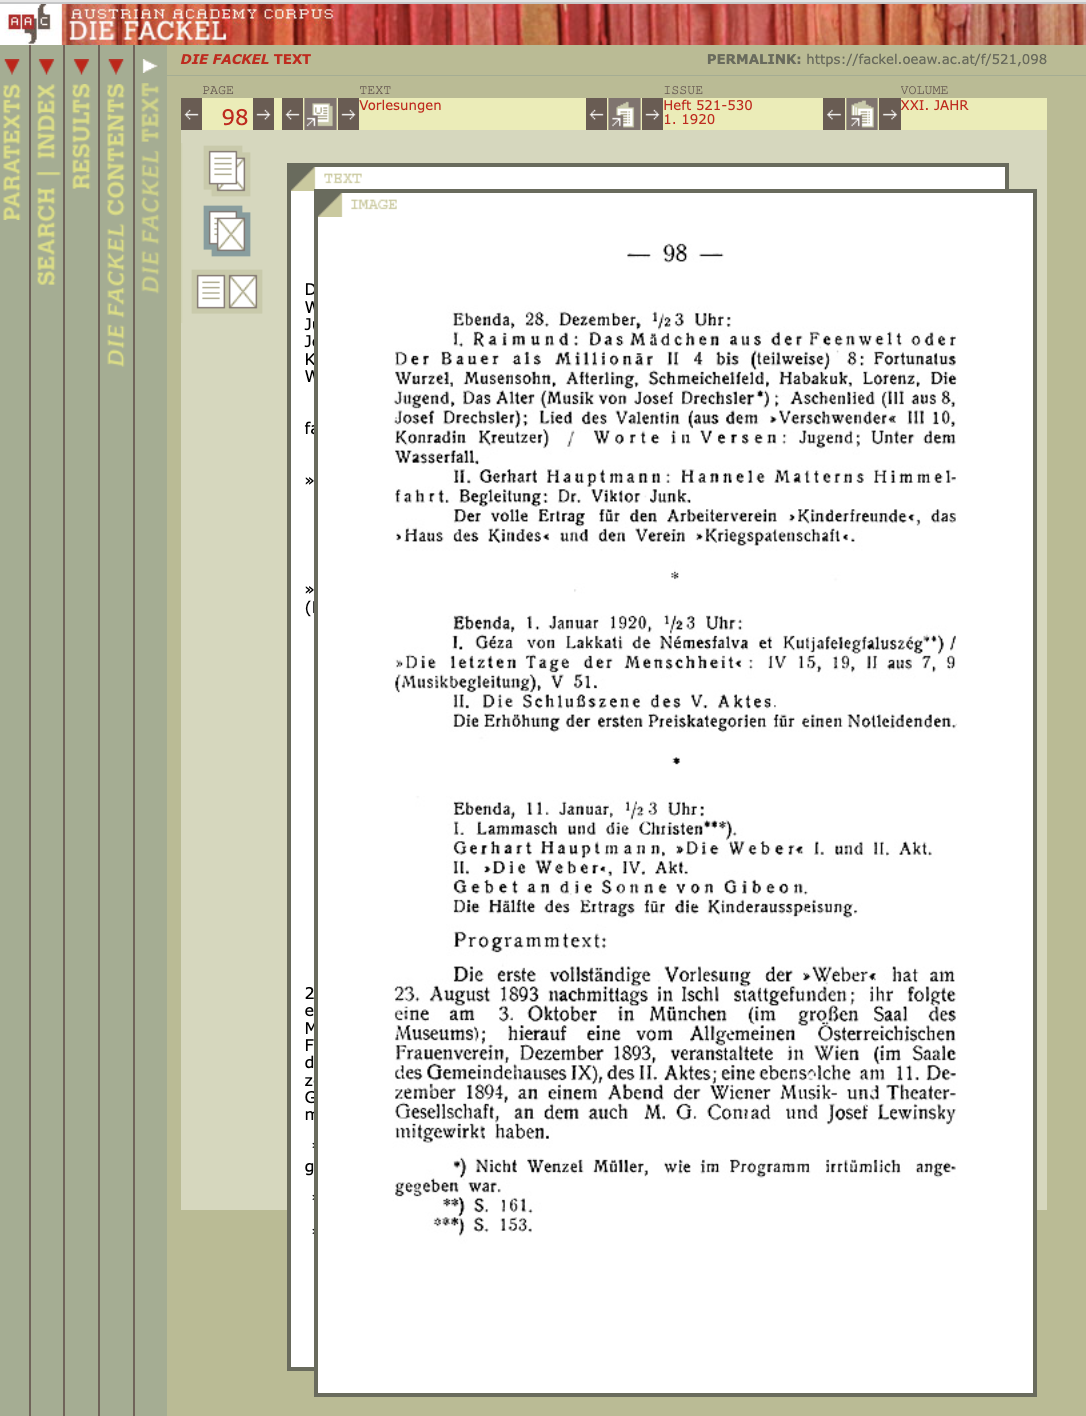 AAC
AUSTRIAN ACADEMY CORPUS
DIE FACKEL
PARATEXTS
SEARCH | INDEX
RESULTS
DIE FACKEL CONTENTS
DIE FACKEL TEXT
DIE FACKEL TEXT
PERMALINK: https://fackel.oeaw.ac.at/f/521,098
PAGE
98
TEXT
Vorlesungen
ISSUE
Heft 521-530
1. 1920
VOLUME
XXI. JAHR
TEXT
IMAGE
— 98 —
Ebenda, 28. Dezember, 1/2 3 Uhr:
I. Raimund: Das Mädchen aus der Feenwelt oder
Der Bauer als Millionär II 4 bis (teilweise) 8: Fortunatus
Wurzel, Musensohn, Afterling, Schmeichelfeld, Habakuk, Lorenz, Die
Jugend, Das Alter (Musik von Josef Drechsler*); Aschenlied (III aus 8,
Josef Drechsler); Lied des Valentin (aus dem ›Verschwender‹ III 10,
Konradin Kreutzer) / Worte in Versen: Jugend; Unter dem
Wasserfall.
II. Gerhart Hauptmann: Hannele Matterns Himmel-
fahrt. Begleitung: Dr. Viktor Junk.
Der volle Ertrag für den Arbeiterverein ›Kinderfreunde‹, das
›Haus des Kindes‹ und den Verein ›Kriegspatenschaft‹.
*
Ebenda, 1. Januar 1920, 1/2 3 Uhr:
I. Géza von Lakkati de Némesfalva et Kutjafelegfaluszég**) /
»Die letzten Tage der Menschheit«: IV 15, 19, II aus 7, 9
(Musikbegleitung), V 51.
II. Die Schlußszene des V. Aktes.
Die Erhöhung der ersten Preiskategorien für einen Notleidenden.
*
Ebenda, 11. Januar, 1/2 3 Uhr:
I. Lammasch und die Christen***).
Gerhart Hauptmann, »Die Weber« I. und II. Akt.
II. »Die Weber«, IV. Akt.
Gebet an die Sonne von Gibeon.
Die Hälfte des Ertrags für die Kinderausspeisung.
Programmtext:
Die erste vollständige Vorlesung der »Weber« hat am
23. August 1893 nachmittags in Ischl stattgefunden; ihr folgte
eine am 3. Oktober in München (im großen Saal des
Museums); hierauf eine vom Allgemeinen Österreichischen
Frauenverein, Dezember 1893, veranstaltete in Wien (im Saale
des Gemeindehauses IX), des II. Aktes; eine ebensolche am 11. De-
zember 1894, an einem Abend der Wiener Musik- und Theater-
Gesellschaft, an dem auch M. G. Conrad und Josef Lewinsky
mitgewirkt haben.
*) Nicht Wenzel Müller, wie im Programm irrtümlich ange-
gegeben war.
**) S. 161.
***) S. 153.